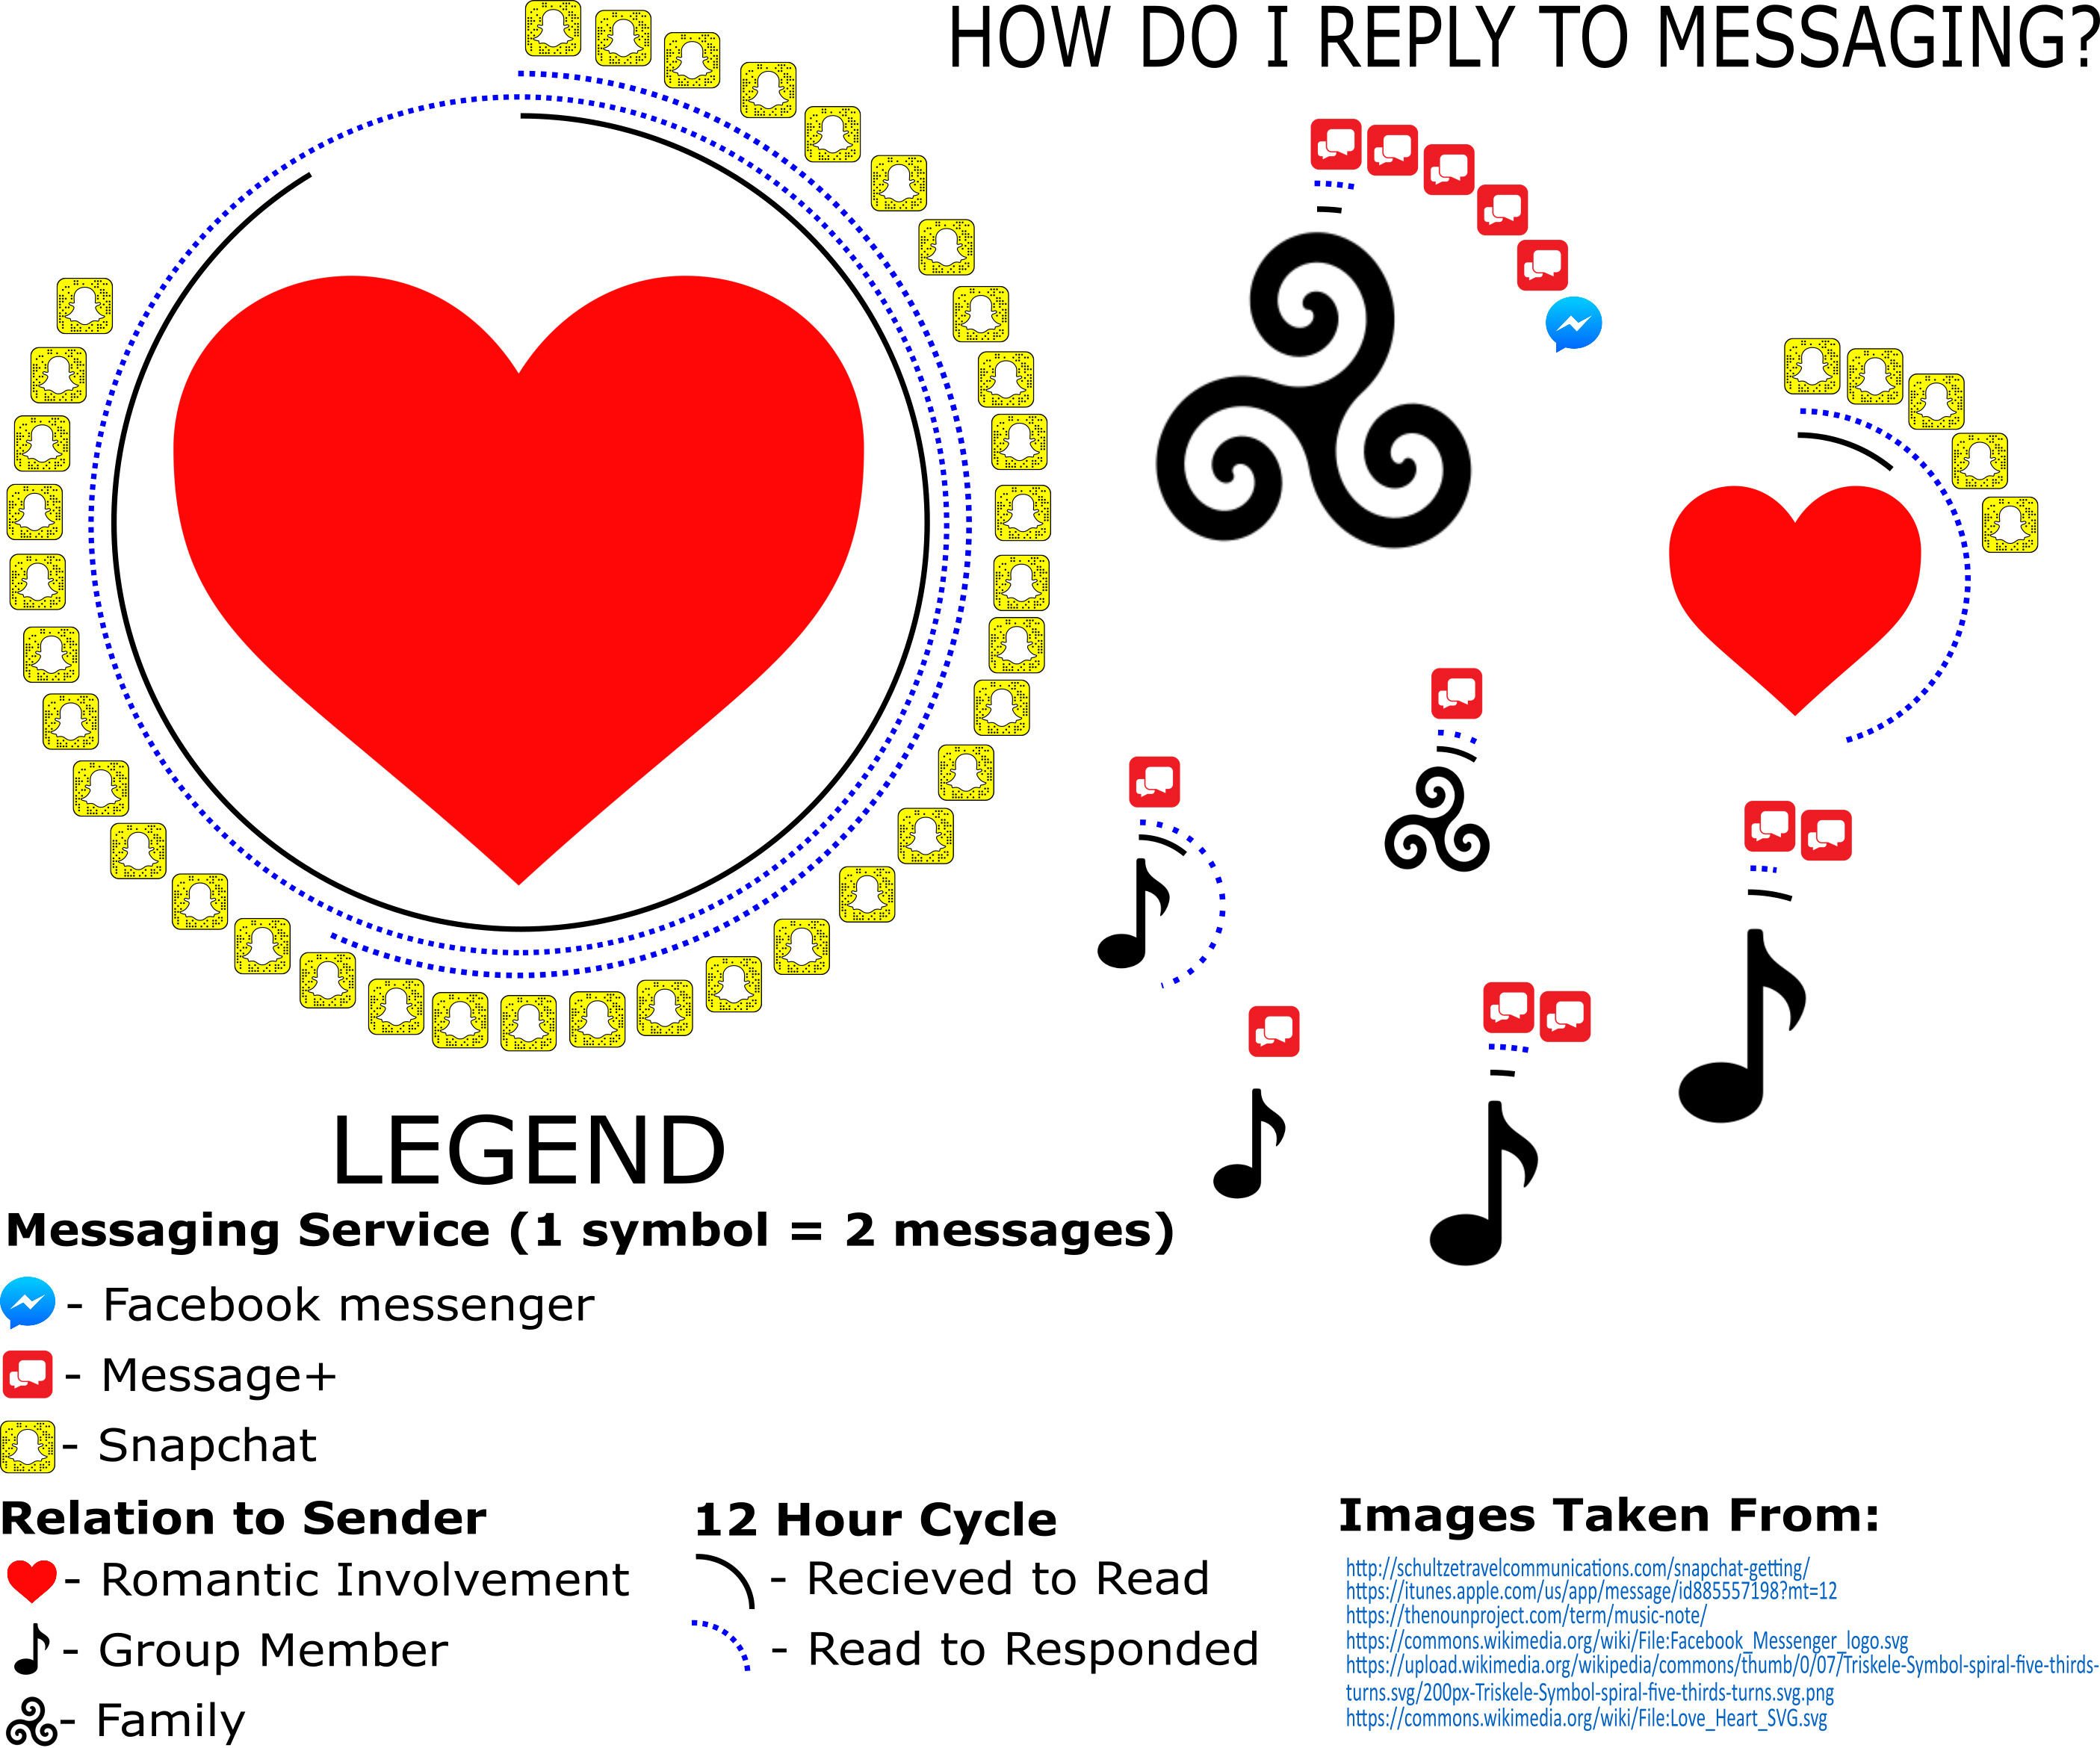 HOW DO I REPLY TO MESSAGING?
LEGEND
Messaging Service (1 symbol = 2 messages)
- Facebook messenger
- Message+
- Snapchat
Relation to Sender
- Romantic Involvement
- Group Member
- Family
12 Hour Cycle
- Recieved to Read
- Read to Responded
Images Taken From:
http://schultzetravelcommunications.com/snapchat-getting/
https://itunes.apple.com/us/app/message/id885557198?mt=12
https://thenounproject.com/term/music-note/
https://commons.wikimedia.org/wiki/File:Facebook_Messenger_logo.svg
https://upload.wikimedia.org/wikipedia/commons/thumb/0/07/Triskele-Symbol-spiral-five-thirds-
turns.svg/200px-Triskele-Symbol-spiral-five-thirds-turns.svg.png
https://commons.wikimedia.org/wiki/File:Love_Heart_SVG.svg